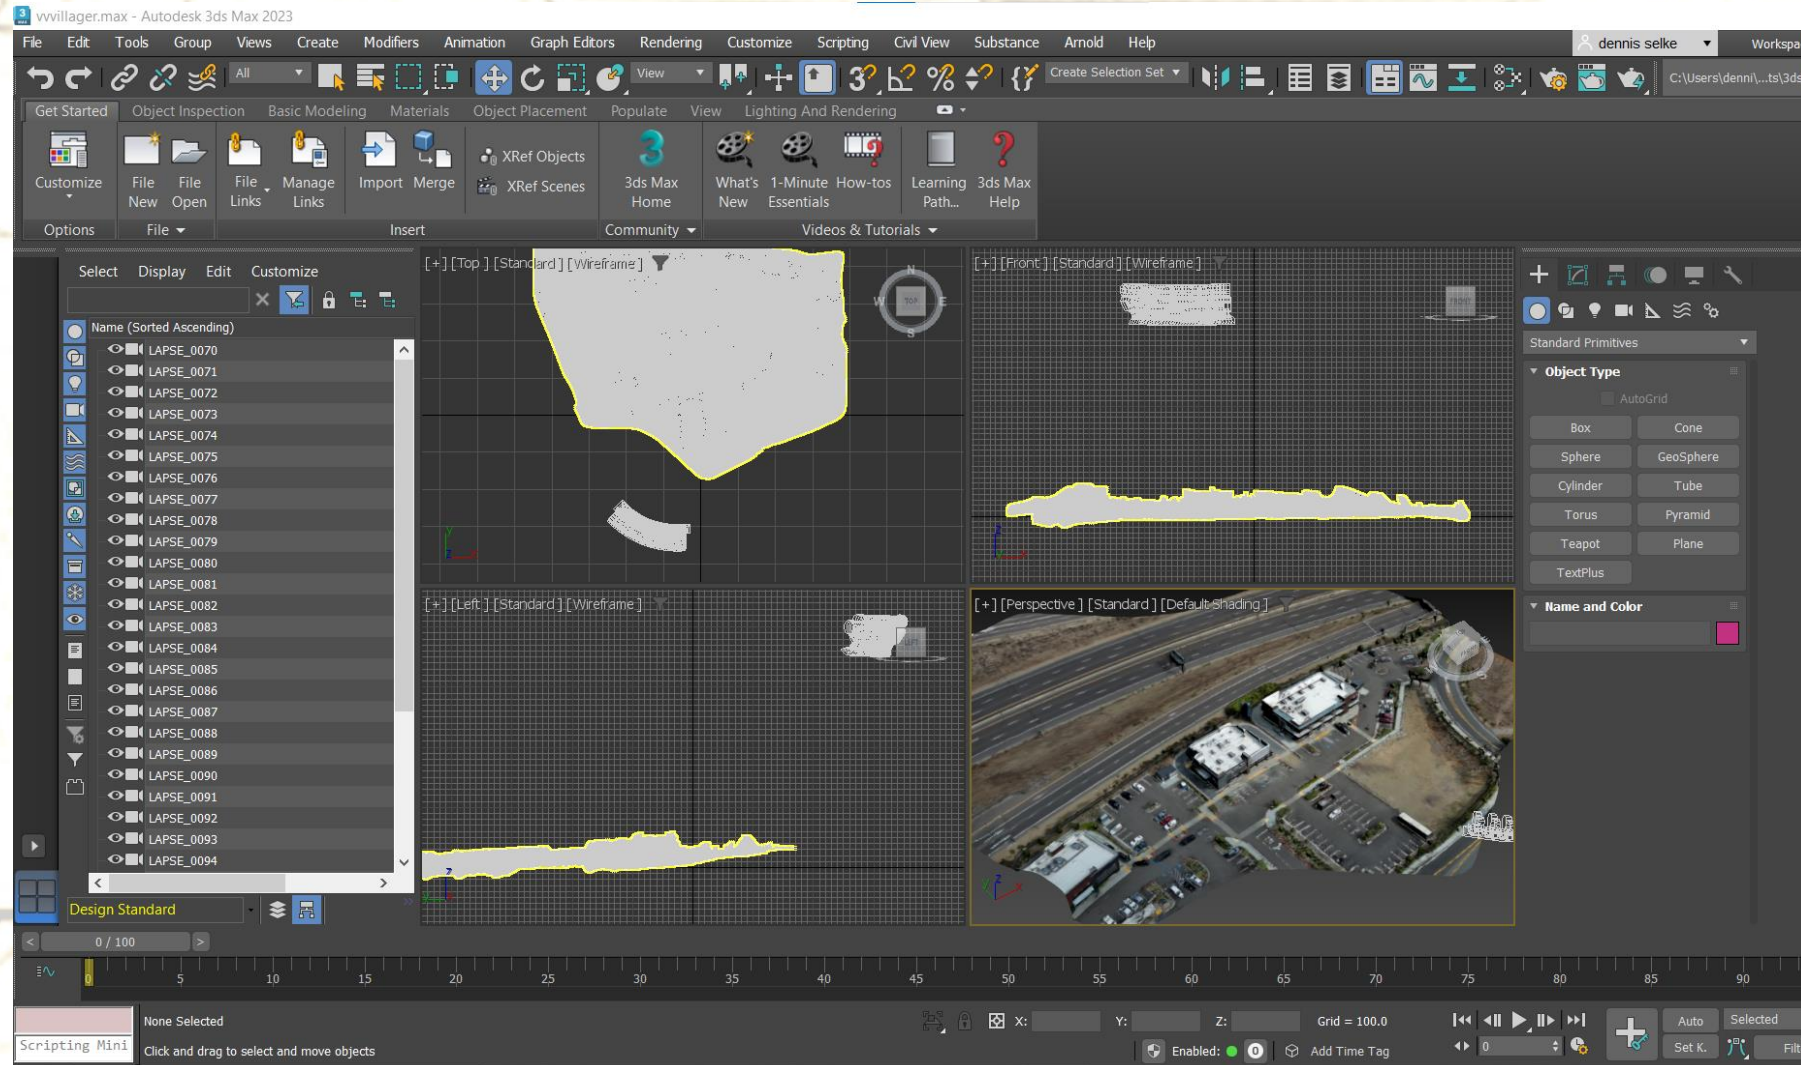 vvvillager.max - Autodesk 3ds Max 2023
File Edit Tools Group Views Create Modifiers Animation Graph Editors Rendering Customize Scripting Civil View Substance Arnold Help
dennis selke
Workspa
All
View
Create Selection Set
C:\Users\denni\...ts\3ds
Get Started Object Inspection Basic Modeling Materials Object Placement Populate View Lighting And Rendering
Customize
File New
File Open
File Links
Manage Links
Import Merge
XRef Objects
XRef Scenes
3ds Max Home
What's New
1-Minute Essentials
How-tos
Learning Path...
3ds Max Help
Options File Insert Community Videos & Tutorials
Select Display Edit Customize
Name (Sorted Ascending)
LAPSE_0070
LAPSE_0071
LAPSE_0072
LAPSE_0073
LAPSE_0074
LAPSE_0075
LAPSE_0076
LAPSE_0077
LAPSE_0078
LAPSE_0079
LAPSE_0080
LAPSE_0081
LAPSE_0082
LAPSE_0083
LAPSE_0084
LAPSE_0085
LAPSE_0086
LAPSE_0087
LAPSE_0088
LAPSE_0089
LAPSE_0090
LAPSE_0091
LAPSE_0092
LAPSE_0093
LAPSE_0094
Design Standard
[+] [Top ] [Standard ] [Wireframe ]
N
W TOP E
S
[+] [Front ] [Standard ] [Wireframe ]
FRONT
[+] [Left ] [Standard ] [Wireframe ]
LEFT
[+] [Perspective ] [Standard ] [Default Shading ]
Standard Primitives
Object Type
AutoGrid
Box Cone
Sphere GeoSphere
Cylinder Tube
Torus Pyramid
Teapot Plane
TextPlus
Name and Color
< 0 / 100 >
0 5 10 15 20 25 30 35 40 45 50 55 60 65 70 75 80 85 90
None Selected
X: Y: Z: Grid = 100.0
Auto Selected
Scripting Mini
Click and drag to select and move objects
Enabled: 0 Add Time Tag
0
Set K. Filt